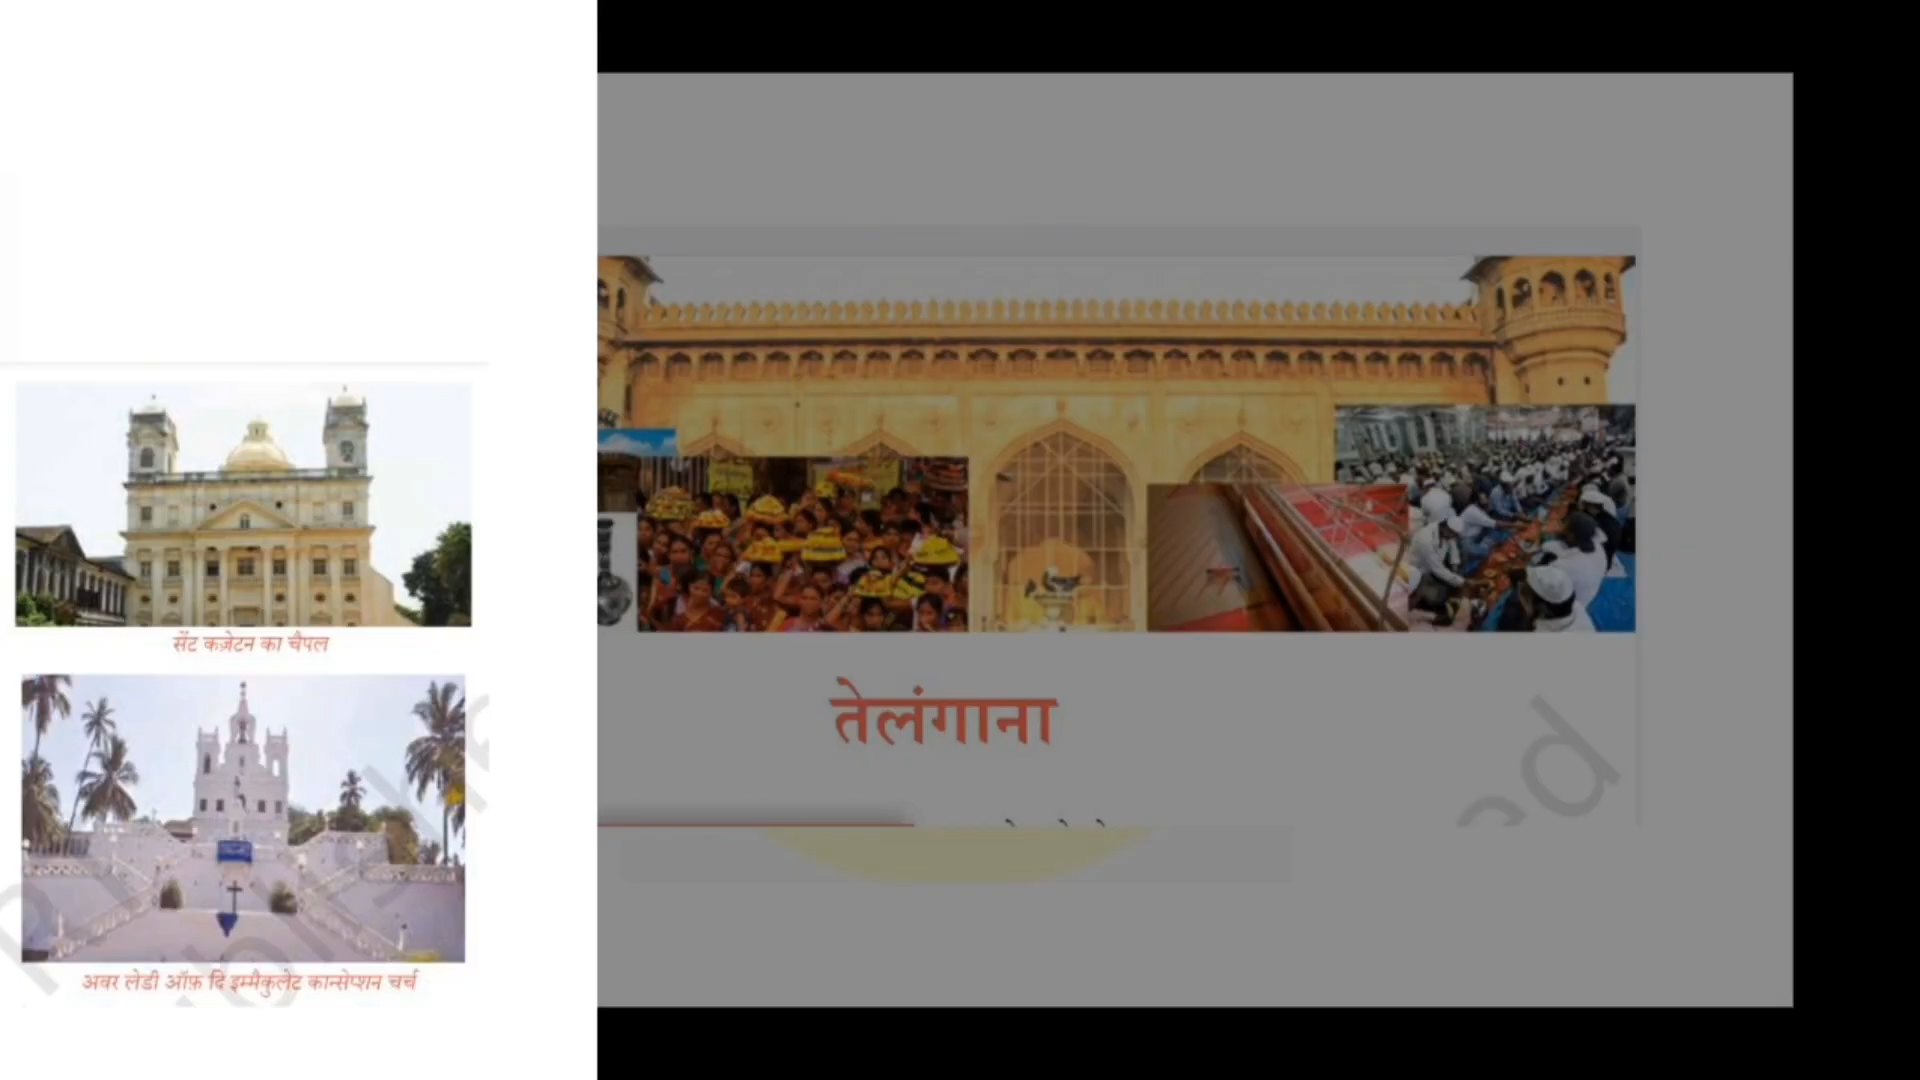 सेंट कज़ेटन का चैपल
अवर लेडी ऑफ़ दि इम्मैकुलेट कान्सेप्शन चर्च
तेलंगाना